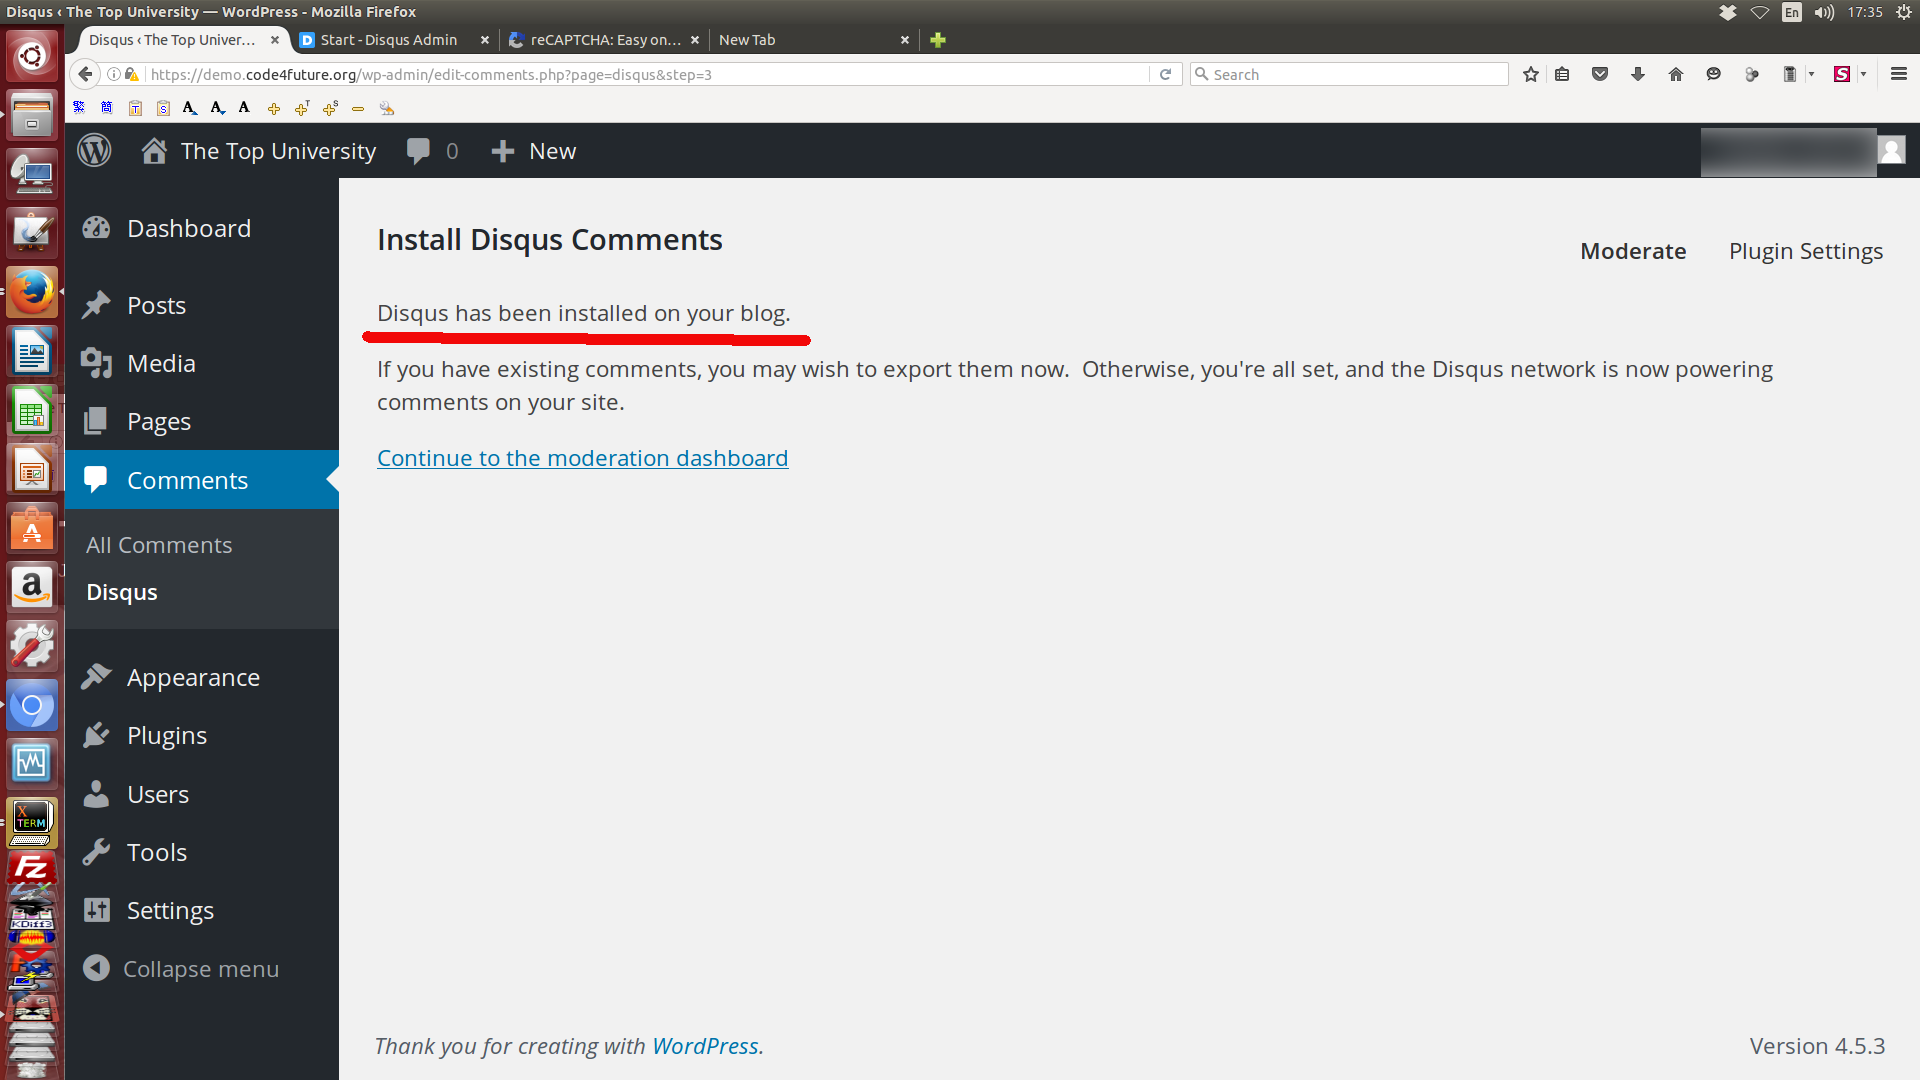 Disqus ‹ The Top University — WordPress - Mozilla Firefox
En
17:35
Disqus ‹ The Top Univer...
Start - Disqus Admin
reCAPTCHA: Easy on...
New Tab
https://demo.code4future.org/wp-admin/edit-comments.php?page=disqus&step=3
Search
The Top University
0
New
Dashboard
Posts
Media
Pages
Comments
All Comments
Disqus
Appearance
Plugins
Users
Tools
Settings
Collapse menu
Install Disqus Comments
Moderate
Plugin Settings
Disqus has been installed on your blog.
If you have existing comments, you may wish to export them now. Otherwise, you're all set, and the Disqus network is now powering
comments on your site.
Continue to the moderation dashboard
Thank you for creating with WordPress.
Version 4.5.3
X
TERM
FZ
KDiff3